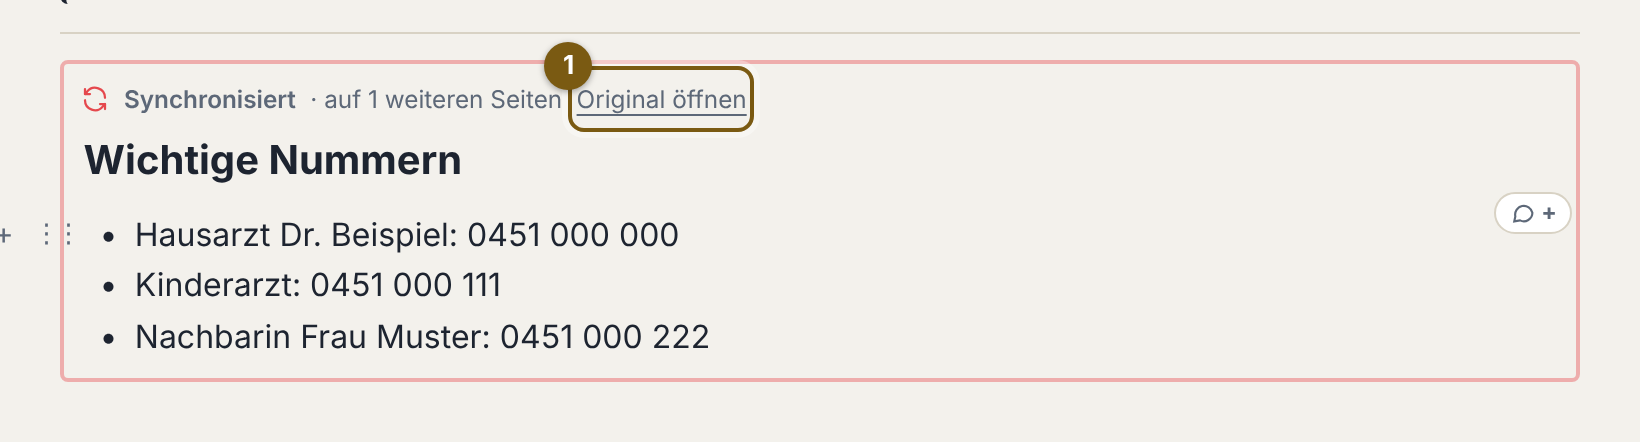 1
Synchronisiert · auf 1 weiteren Seiten Original öffnen
Wichtige Nummern
• Hausarzt Dr. Beispiel: 0451 000 000
• Kinderarzt: 0451 000 111
• Nachbarin Frau Muster: 0451 000 222